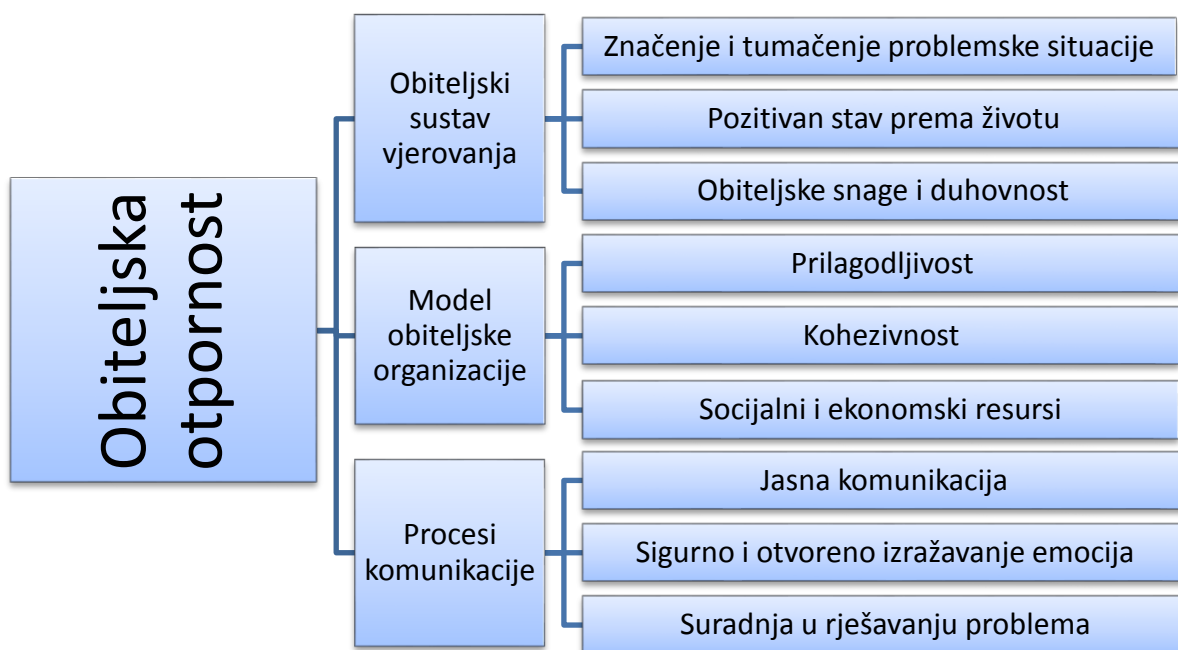 Obiteljska
otpornost
Obiteljski
sustav
vjerovanja
Značenje i tumačenje problemske situacije
Pozitivan stav prema životu
Obiteljske snage i duhovnost
Model
obiteljske
organizacije
Prilagodljivost
Kohezivnost
Socijalni i ekonomski resursi
Procesi
komunikacije
Jasna komunikacija
Sigurno i otvoreno izražavanje emocija
Suradnja u rješavanju problema